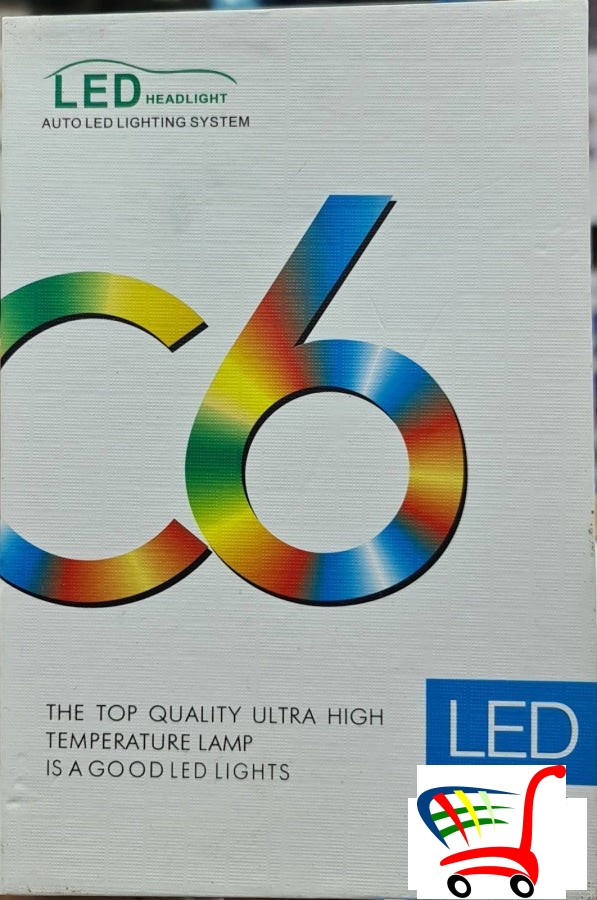 LED HEADLIGHT
AUTO LED LIGHTING SYSTEM
C6
THE TOP QUALITY ULTRA HIGH
TEMPERATURE LAMP
IS A GOOD LED LIGHTS
LED